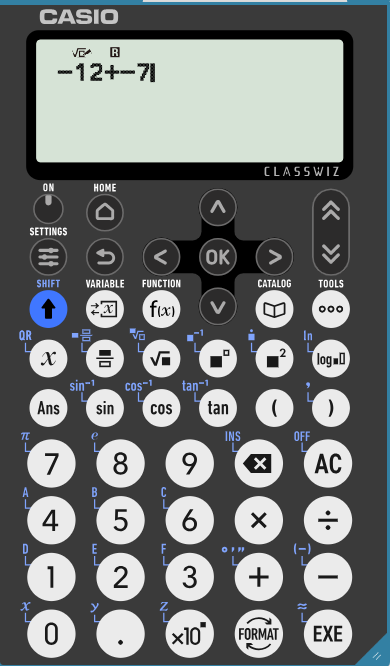 CASIO
√▫⁄ R
-12+-7
CLASSWIZ
ON HOME
SETTINGS
OK
SHIFT VARIABLE FUNCTION CATALOG TOOLS
x f(x)
QR √ ■⁻¹ ln
x √■ ■□ ■² log■□
sin⁻¹ cos⁻¹ tan⁻¹ ,
Ans sin cos tan ( )
π e INS OFF
7 8 9 AC
A B C
4 5 6 × ÷
D E F ° ′ ″ (−)
1 2 3 + −
x y z ≈
0 . ×10■ FORMAT EXE